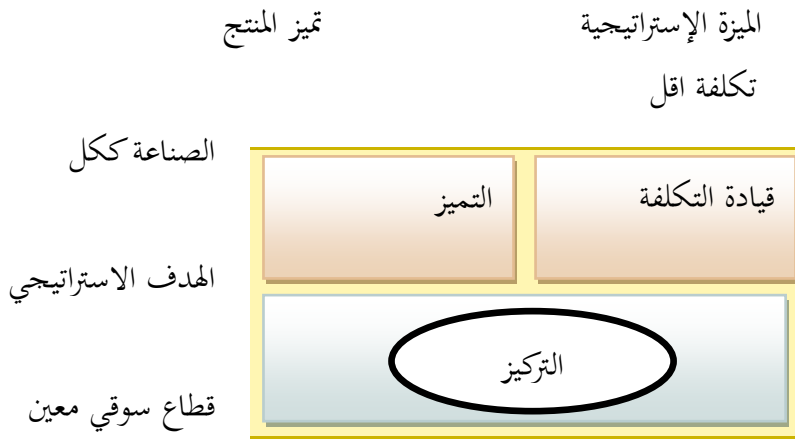 الميزة الإستراتيجية تميز المنتج
تكلفة اقل
الصناعة ككل
قيادة التكلفة
التميز
الهدف الاستراتيجي
التركيز
قطاع سوقي معين